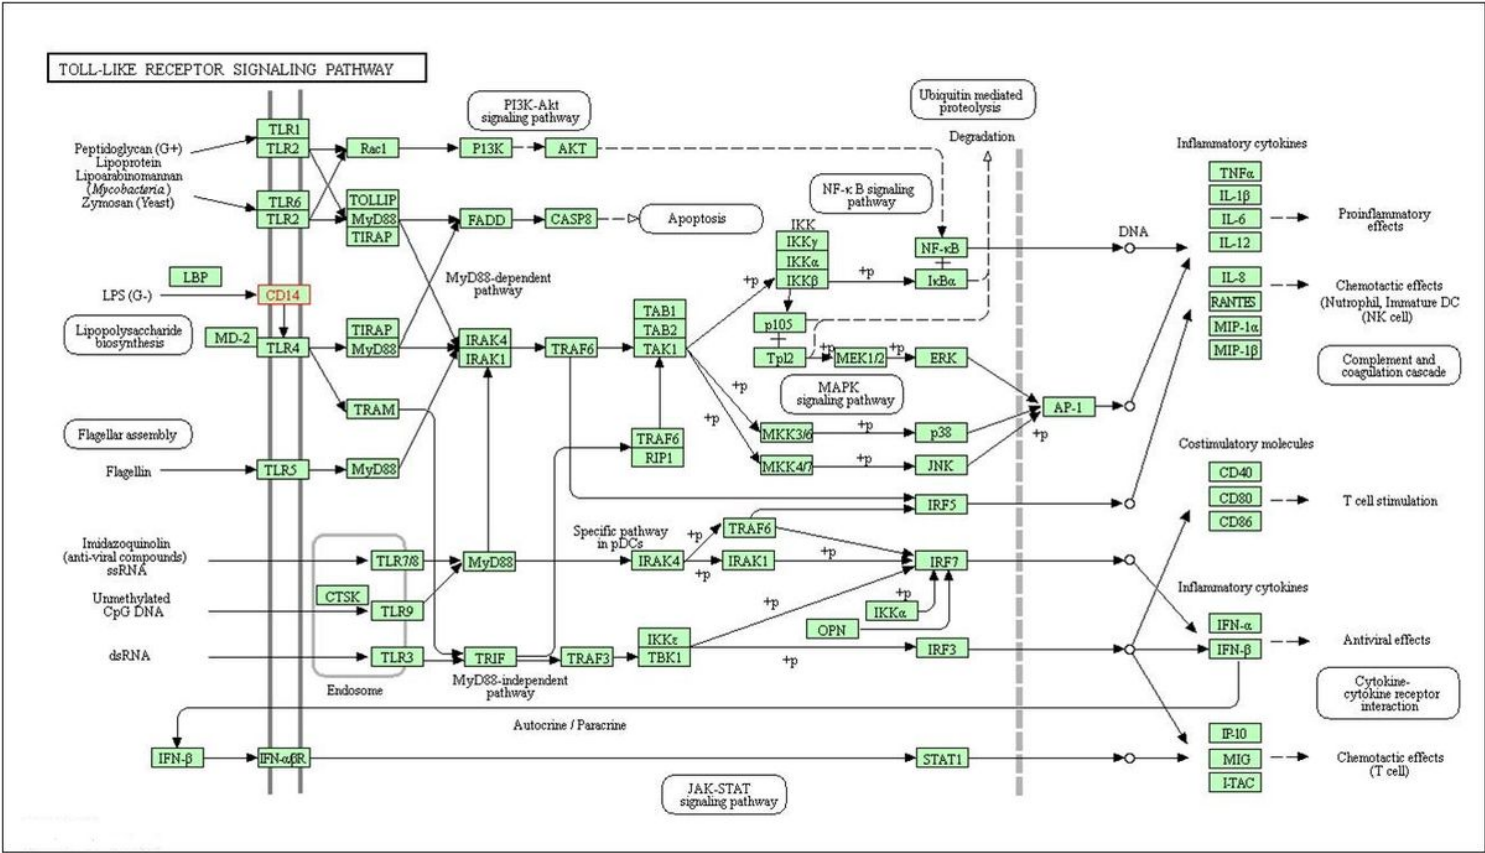 TOLL-LIKE RECEPTOR SIGNALING PATHWAY
PI3K-Akt
signaling pathway
Ubiquitin mediated
proteolysis
Degradation
Inflammatory cytokines
TLR1
TLR2
Rac1
P13K
AKT
Peptidoglycan (G+)
Lipoprotein
Lipoarabinomannan
(Mycobacteria)
Zymosan (Yeast)
TLR6
TLR2
TOLLIP
MyD88
TIRAP
FADD
CASP8
Apoptosis
NF-κB signaling
pathway
IKK
IKKγ
IKKα
IKKβ
+p
+p
NF-κB
IκBα
DNA
TNFα
IL-1β
IL-6
IL-12
Proinflammatory
effects
LBP
LPS (G-)
CD14
MyD88-dependent
pathway
IL-8
RANTES
MIP-1α
MIP-1β
Chemotactic effects
(Nutrophil, Immature DC
(NK cell)
Lipopolysaccharide
biosynthesis
MD-2
TLR4
TIRAP
MyD88
IRAK4
IRAK1
TRAF6
TAB1
TAB2
TAK1
p105
Tpl2
+p
MEK1/2
+p
ERK
Complement and
coagulation cascade
MAPK
signaling pathway
TRAM
+p
+p
AP-1
+p
Flagellar assembly
Flagellin
TLR5
MyD88
TRAF6
RIP1
MKK3/6
+p
p38
MKK4/7
+p
JNK
Costimulatory molecules
CD40
CD80
CD86
T cell stimulation
IRF5
Specific pathway
in pDCs
TRAF6
+p
Imidazoquinolin
(anti-viral compounds)
ssRNA
TLR7/8
MyD88
IRAK4
+p
IRAK1
+p
IRF7
Unmethylated
CpG DNA
CTSK
TLR9
+p
IKKα
+p
OPN
Inflammatory cytokines
IFN-α
IFN-β
Antiviral effects
dsRNA
TLR3
TRIF
TRAF3
IKKε
TBK1
+p
IRF3
MyD88-independent
pathway
Endosome
Cytokine-
cytokine receptor
interaction
Autocrine / Paracrine
IFN-β
IFN-αβR
STAT1
IP-10
MIG
I-TAC
Chemotactic effects
(T cell)
JAK-STAT
signaling pathway